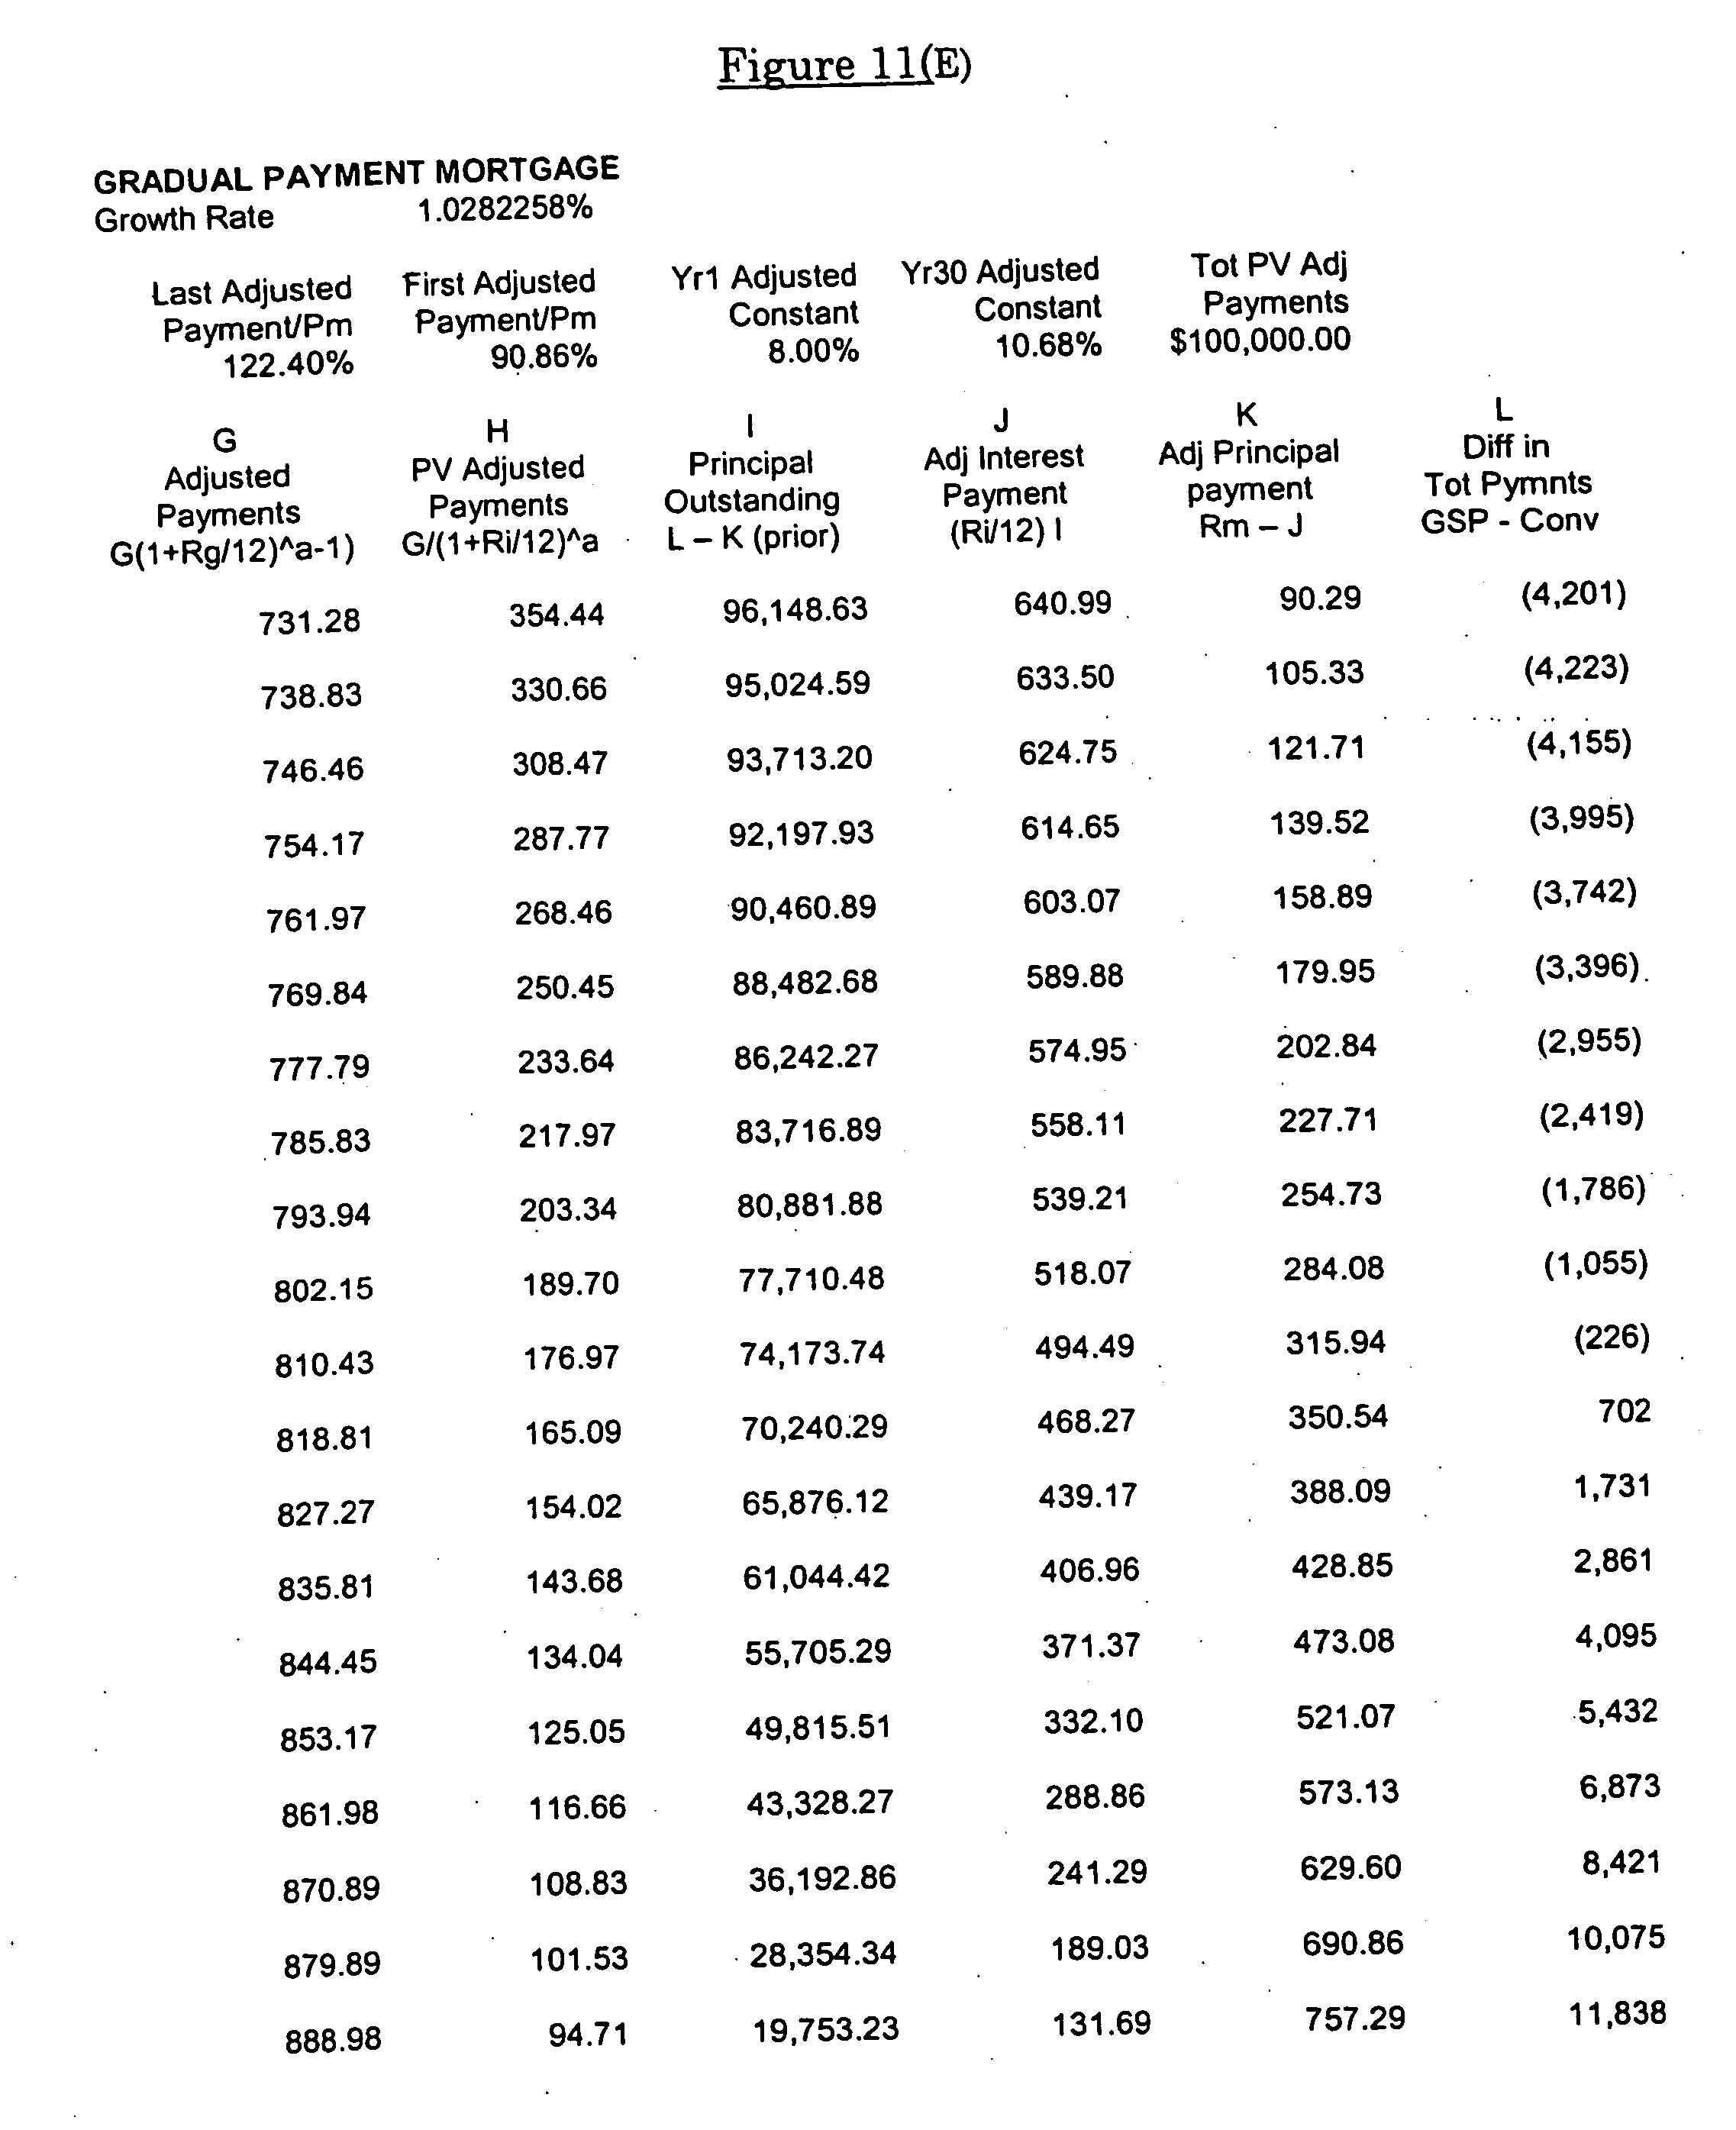 Figure 11(E)
GRADUAL PAYMENT MORTGAGE
Growth Rate 1.0282258%
Last Adjusted First Adjusted Yr1 Adjusted Yr30 Adjusted Tot PV Adj
Payment/Pm Payment/Pm Constant Constant Payments
122.40% 90.86% 8.00% 10.68% $100,000.00
G H I J K L
Adjusted PV Adjusted Principal Adj Interest Adj Principal Diff in
Payments Payments Outstanding Payment payment Tot Pymnts
G(1+Rg/12)^a-1) G/(1+Ri/12)^a L – K (prior) (Ri/12) I Rm – J GSP - Conv
731.28 354.44 96,148.63 640.99 90.29 (4,201)
738.83 330.66 95,024.59 633.50 105.33 (4,223)
746.46 308.47 93,713.20 624.75 121.71 (4,155)
754.17 287.77 92,197.93 614.65 139.52 (3,995)
761.97 268.46 90,460.89 603.07 158.89 (3,742)
769.84 250.45 88,482.68 589.88 179.95 (3,396)
777.79 233.64 86,242.27 574.95 202.84 (2,955)
785.83 217.97 83,716.89 558.11 227.71 (2,419)
793.94 203.34 80,881.88 539.21 254.73 (1,786)
802.15 189.70 77,710.48 518.07 284.08 (1,055)
810.43 176.97 74,173.74 494.49 315.94 (226)
818.81 165.09 70,240.29 468.27 350.54 702
827.27 154.02 65,876.12 439.17 388.09 1,731
835.81 143.68 61,044.42 406.96 428.85 2,861
844.45 134.04 55,705.29 371.37 473.08 4,095
853.17 125.05 49,815.51 332.10 521.07 5,432
861.98 116.66 43,328.27 288.86 573.13 6,873
870.89 108.83 36,192.86 241.29 629.60 8,421
879.89 101.53 28,354.34 189.03 690.86 10,075
888.98 94.71 19,753.23 131.69 757.29 11,838